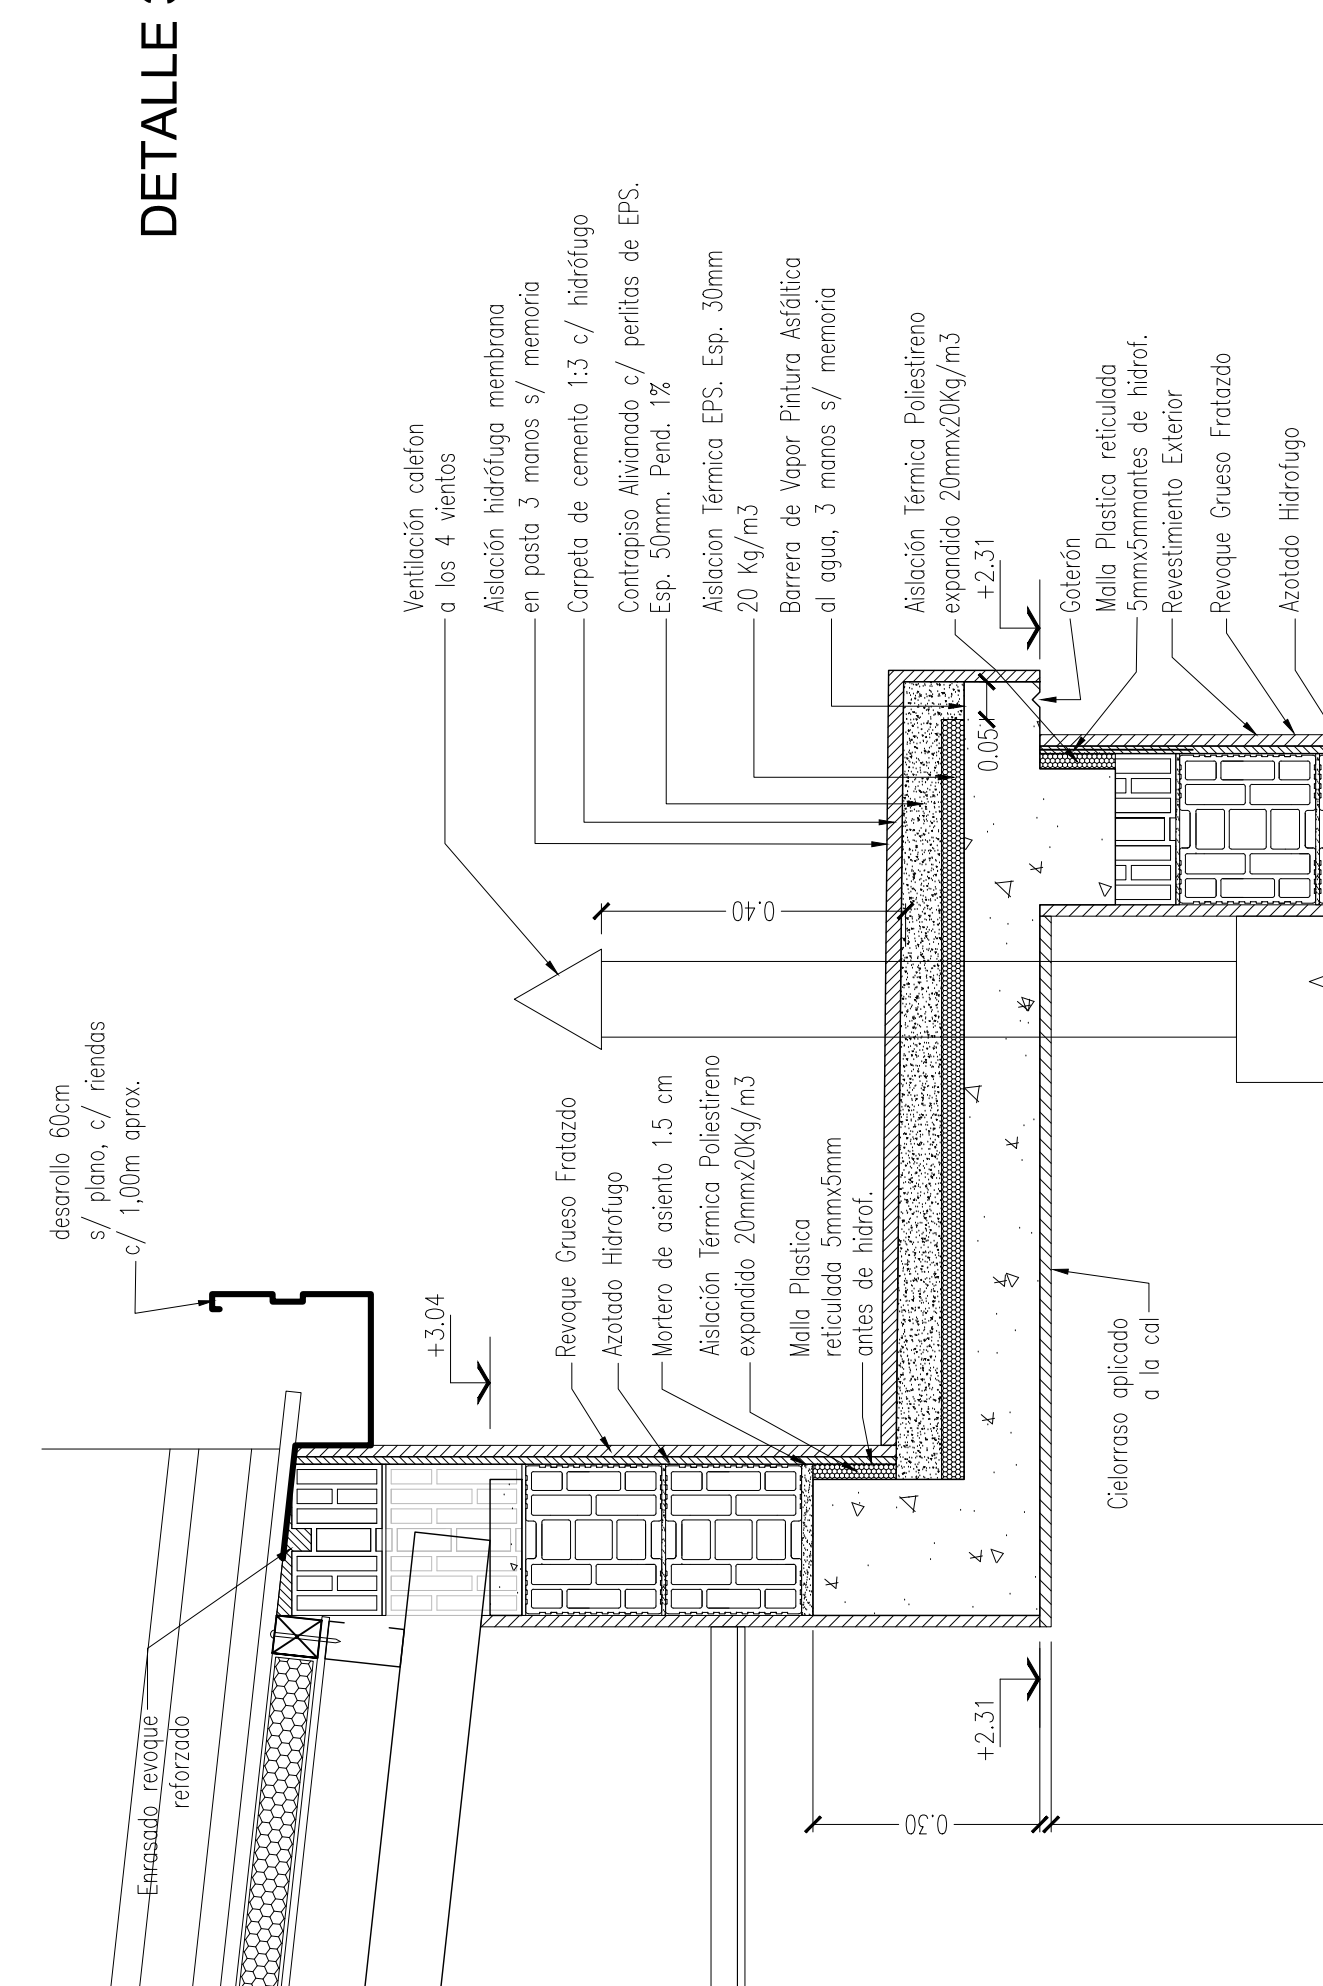 DETALLE
desarollo 60cm
s/ plano, c/ riendas
c/ 1,00m aprox.
Enrasado revoque
reforzado
Ventilación calefon
a los 4 vientos
Aislación hidrófuga membrana
en pasta 3 manos s/ memoria
Carpeta de cemento 1:3 c/ hidrófugo
Contrapiso Alivianado c/ perlitas de EPS.
Esp. 50mm. Pend. 1%
Aislacion Térmica EPS. Esp. 30mm
20 Kg/m3
Barrera de Vapor Pintura Asfáltica
al agua, 3 manos s/ memoria
Aislación Térmica Poliestireno
expandido 20mmx20Kg/m3
+2.31
Goterón
Malla Plastica reticulada
5mmx5mmantes de hidrof.
Revestimiento Exterior
Revoque Grueso Fratazdo
Azotado Hidrofugo
0.05
0.40
+3.04
Revoque Grueso Fratazdo
Azotado Hidrofugo
Mortero de asiento 1.5 cm
Aislación Térmica Poliestireno
expandido 20mmx20Kg/m3
Malla Plastica
reticulada 5mmx5mm
antes de hidrof.
Cielorraso aplicado
a la cal
+2.31
0.30